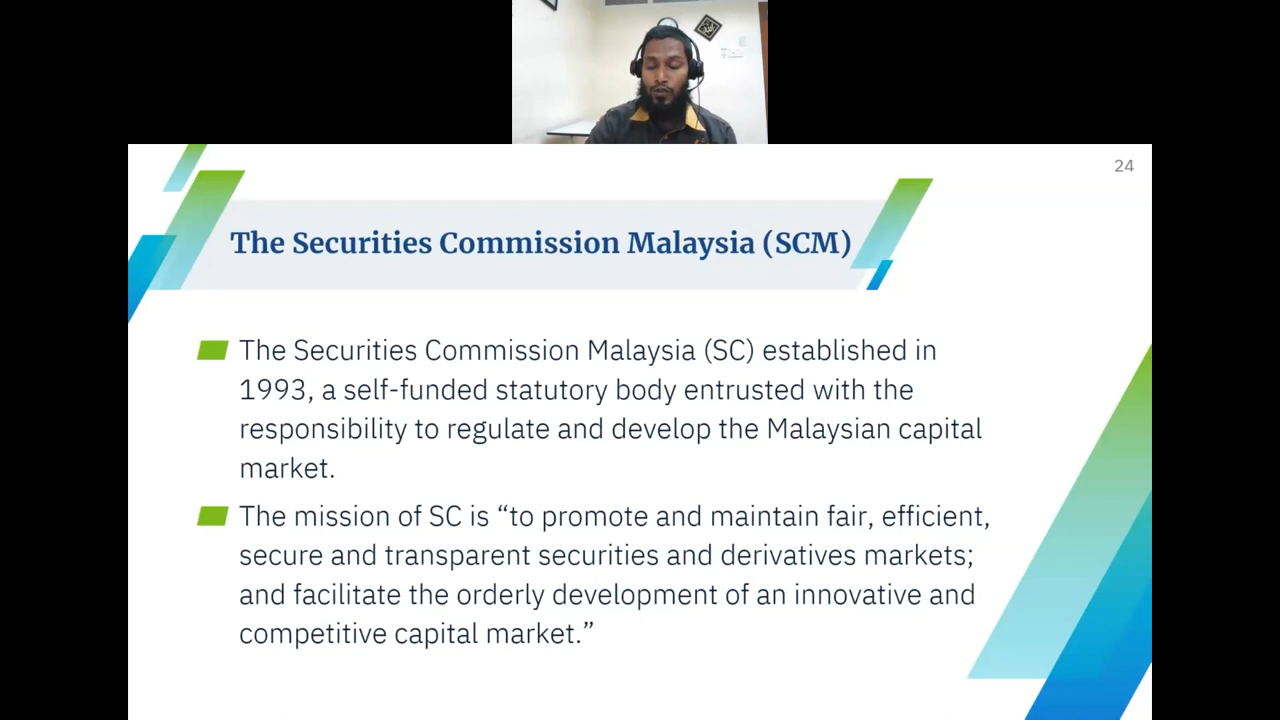 24
The Securities Commission Malaysia (SCM)
The Securities Commission Malaysia (SC) established in
1993, a self-funded statutory body entrusted with the
responsibility to regulate and develop the Malaysian capital
market.
The mission of SC is “to promote and maintain fair, efficient,
secure and transparent securities and derivatives markets;
and facilitate the orderly development of an innovative and
competitive capital market.”